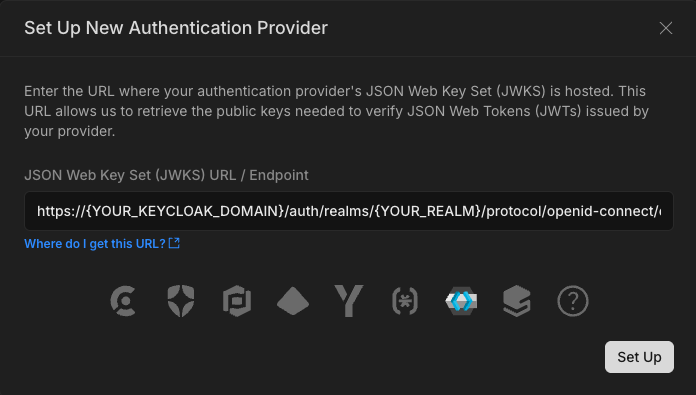 Set Up New Authentication Provider
Enter the URL where your authentication provider's JSON Web Key Set (JWKS) is hosted. This
URL allows us to retrieve the public keys needed to verify JSON Web Tokens (JWTs) issued by
your provider.
JSON Web Key Set (JWKS) URL / Endpoint
https://{YOUR_KEYCLOAK_DOMAIN}/auth/realms/{YOUR_REALM}/protocol/openid-connect/
Where do I get this URL?
Set Up